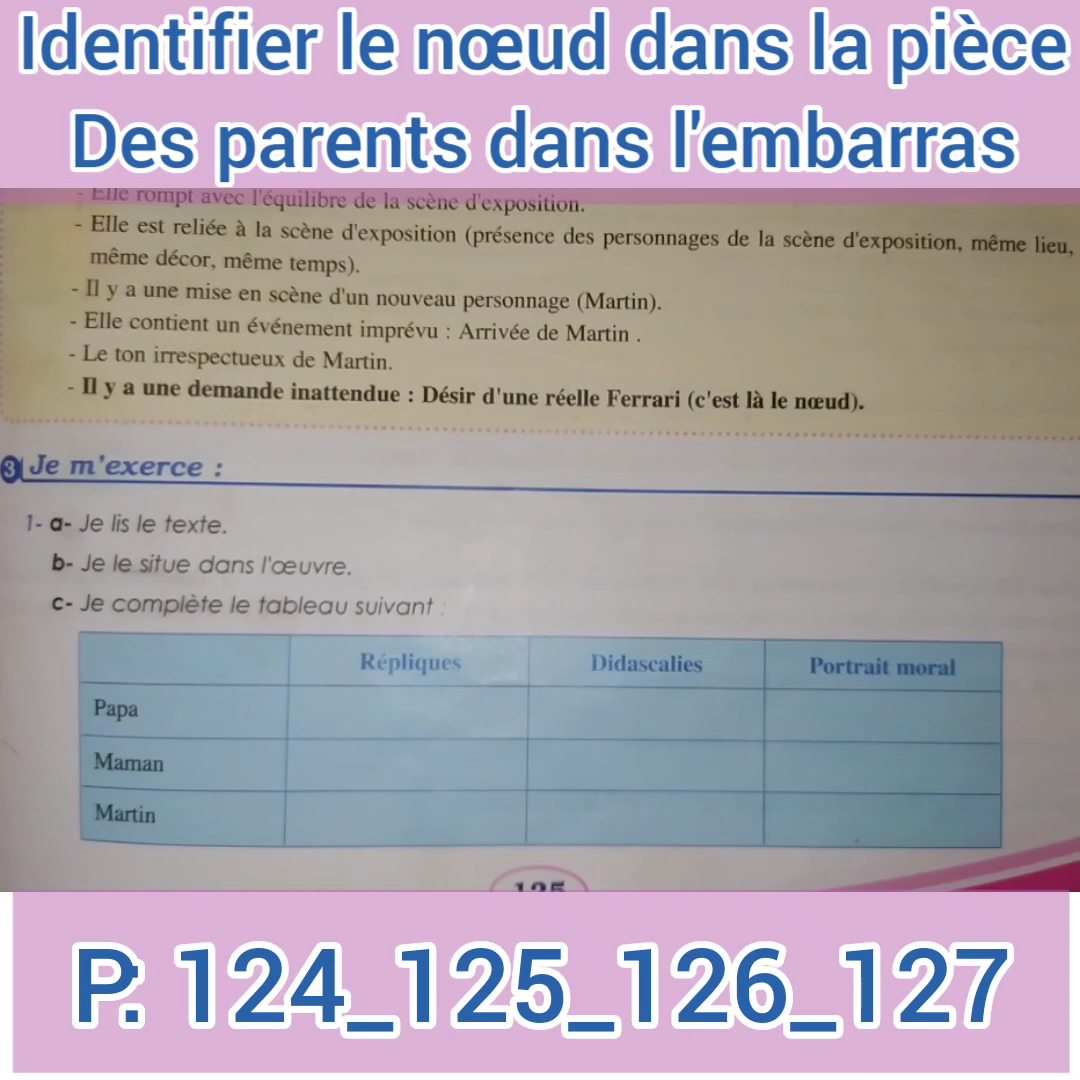 Identifier le nœud dans la pièce
Des parents dans l'embarras
- Elle rompt avec l'équilibre de la scène d'exposition.
- Elle est reliée à la scène d'exposition (présence des personnages de la scène d'exposition, même lieu,
même décor, même temps).
- Il y a une mise en scène d'un nouveau personnage (Martin).
- Elle contient un événement imprévu : Arrivée de Martin .
- Le ton irrespectueux de Martin.
- Il y a une demande inattendue : Désir d'une réelle Ferrari (c'est là le nœud).
3 Je m'exerce :
1- a- Je lis le texte.
b- Je le situe dans l'œuvre.
c- Je complète le tableau suivant :
Répliques Didascalies Portrait moral
Papa
Maman
Martin
125
P. 124_125_126_127